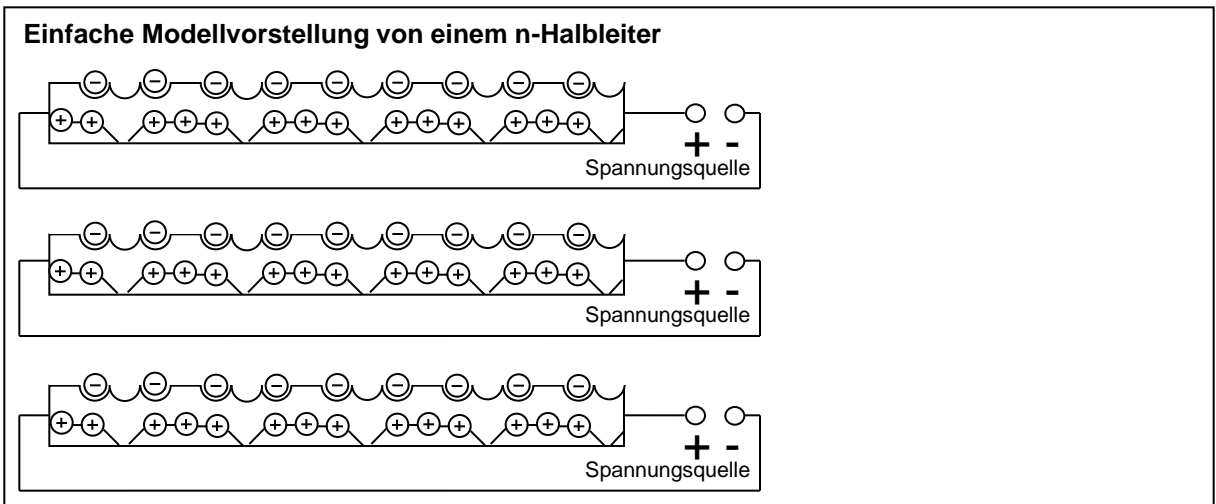 Einfache Modellvorstellung von einem n-Halbleiter
− − − − − − − − −
+ + + + + + + + + + + + + +
+ -
Spannungsquelle
− − − − − − − − −
+ + + + + + + + + + + + + +
+ -
Spannungsquelle
− − − − − − − − −
+ + + + + + + + + + + + + +
+ -
Spannungsquelle